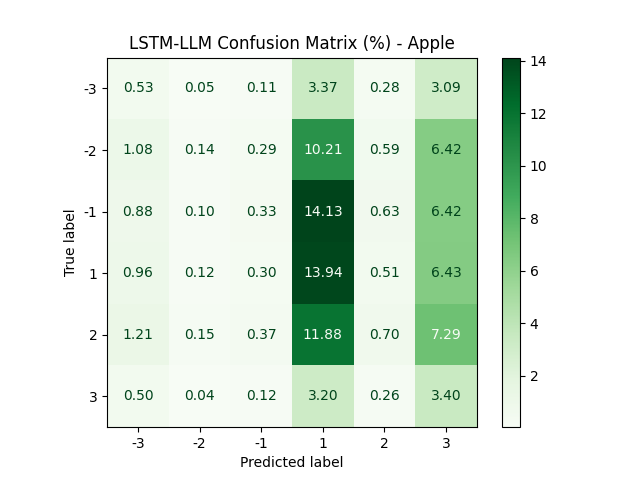 LSTM-LLM Confusion Matrix (%) - Apple
True label
-3 0.53 0.05 0.11 3.37 0.28 3.09
-2 1.08 0.14 0.29 10.21 0.59 6.42
-1 0.88 0.10 0.33 14.13 0.63 6.42
1 0.96 0.12 0.30 13.94 0.51 6.43
2 1.21 0.15 0.37 11.88 0.70 7.29
3 0.50 0.04 0.12 3.20 0.26 3.40
-3 -2 -1 1 2 3
Predicted label
14
12
10
8
6
4
2